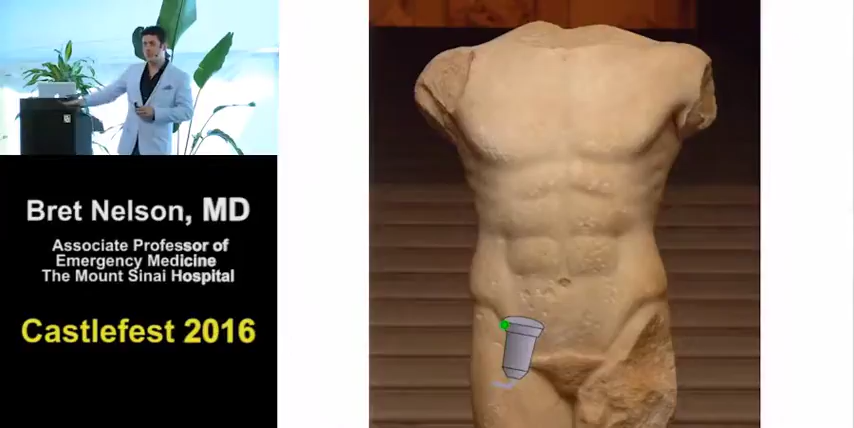 Bret Nelson, MD
Associate Professor of
Emergency Medicine
The Mount Sinai Hospital
Castlefest 2016